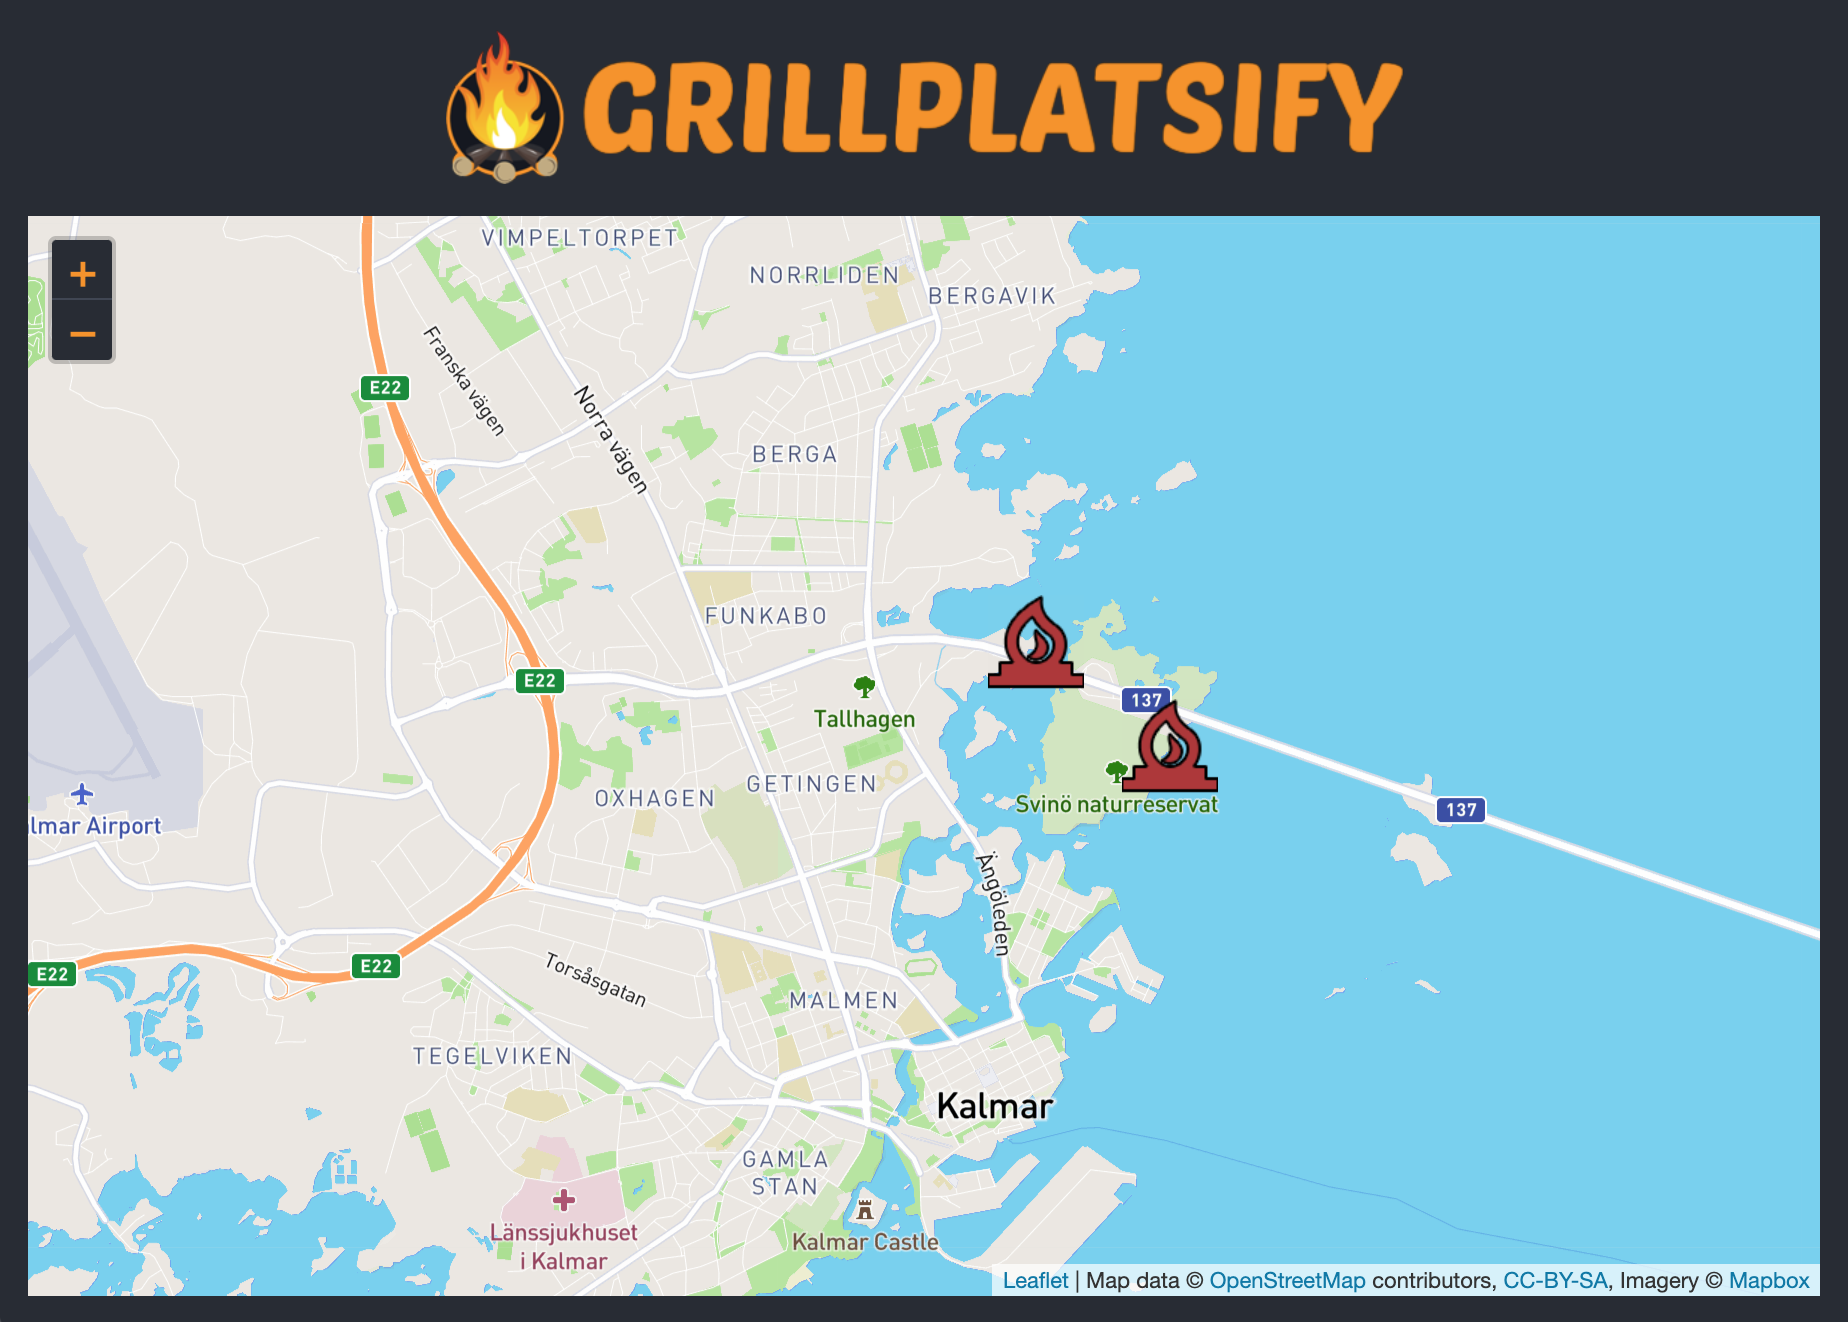 GRILLPLATSIFY
+
−
VIMPELTORPET
NORRLIDEN
BERGAVIK
Franska vägen
E22
Norra vägen
BERGA
FUNKABO
E22
Tallhagen
137
GETINGEN
OXHAGEN
Svinö naturreservat
137
lmar Airport
Ängöleden
E22
E22
Torsåsgatan
MALMEN
TEGELVIKEN
Kalmar
GAMLA
STAN
Länssjukhuset
i Kalmar
Kalmar Castle
Leaflet | Map data © OpenStreetMap contributors, CC-BY-SA, Imagery © Mapbox